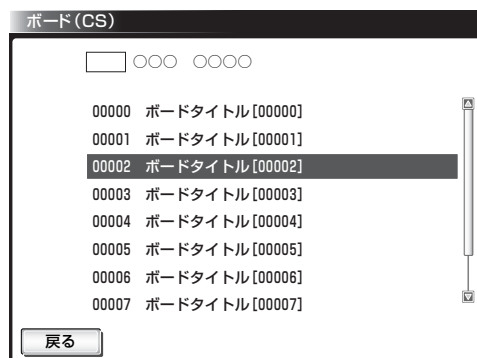 ボード(CS)
○○○ ○○○○
00000 ボードタイトル[00000]
00001 ボードタイトル[00001]
00002 ボードタイトル[00002]
00003 ボードタイトル[00003]
00004 ボードタイトル[00004]
00005 ボードタイトル[00005]
00006 ボードタイトル[00006]
00007 ボードタイトル[00007]
戻る